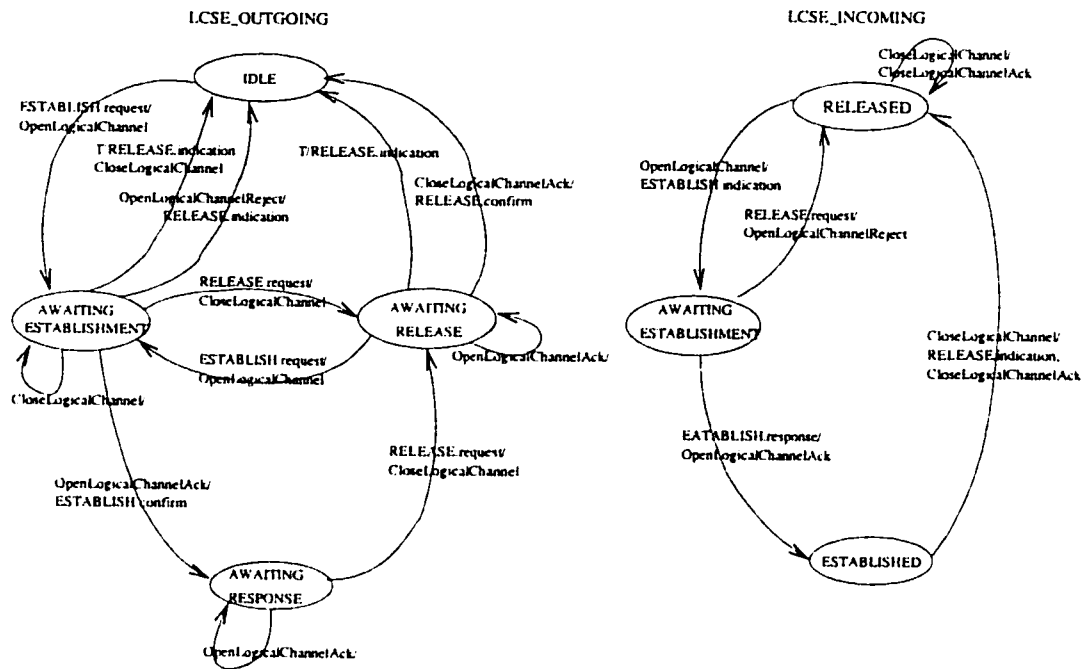 LCSE_OUTGOING
IDLE
ESTABLISH.request/
OpenLogicalChannel
T/RELEASE.indication
CloseLogicalChannel
T/RELEASE.indication
OpenLogicalChannelReject/
RELEASE.indication
CloseLogicalChannelAck/
RELEASE.confirm
AWAITING
ESTABLISHMENT
RELEASE.request/
CloseLogicalChannel
AWAITING
RELEASE
ESTABLISH.request/
OpenLogicalChannel
OpenLogicalChannelAck/
CloseLogicalChannel/
RELEASE.request/
CloseLogicalChannel
OpenLogicalChannelAck/
ESTABLISH.confirm
AWAITING
RESPONSE
OpenLogicalChannelAck/
LCSE_INCOMING
CloseLogicalChannel/
CloseLogicalChannelAck
RELEASED
OpenLogicalChannel/
ESTABLISH.indication
RELEASE.request/
OpenLogicalChannelReject
AWAITING
ESTABLISHMENT
CloseLogicalChannel/
RELEASE.indication,
CloseLogicalChannelAck
EATABLISH.response/
OpenLogicalChannelAck
ESTABLISHED